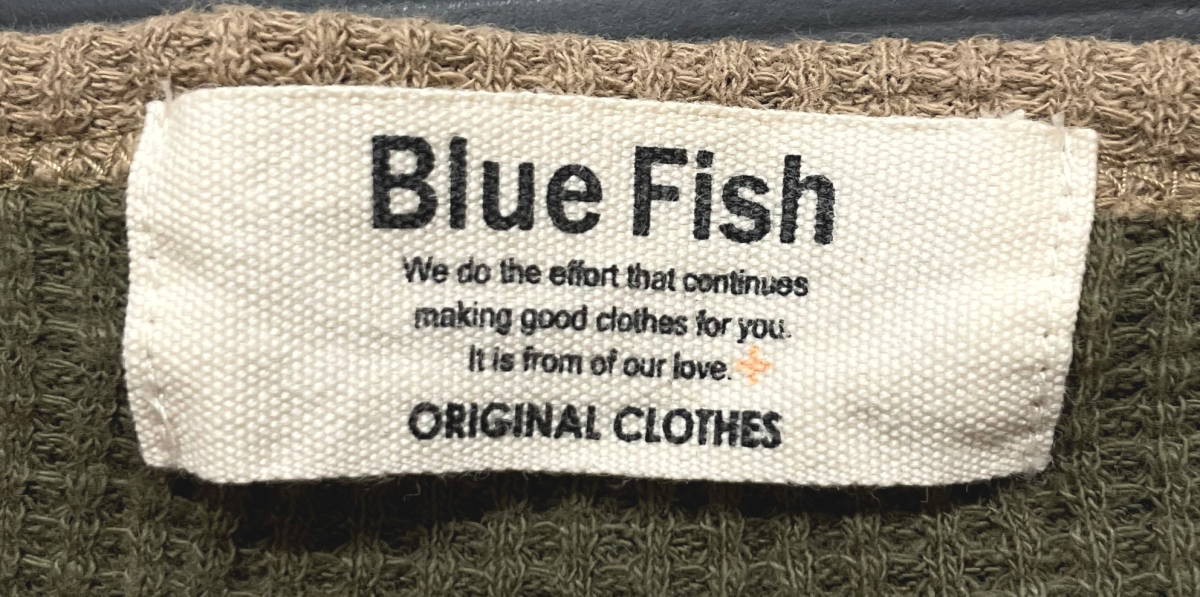 Blue Fish
We do the effort that continues
making good clothes for you.
It is from of our love.
ORIGINAL CLOTHES